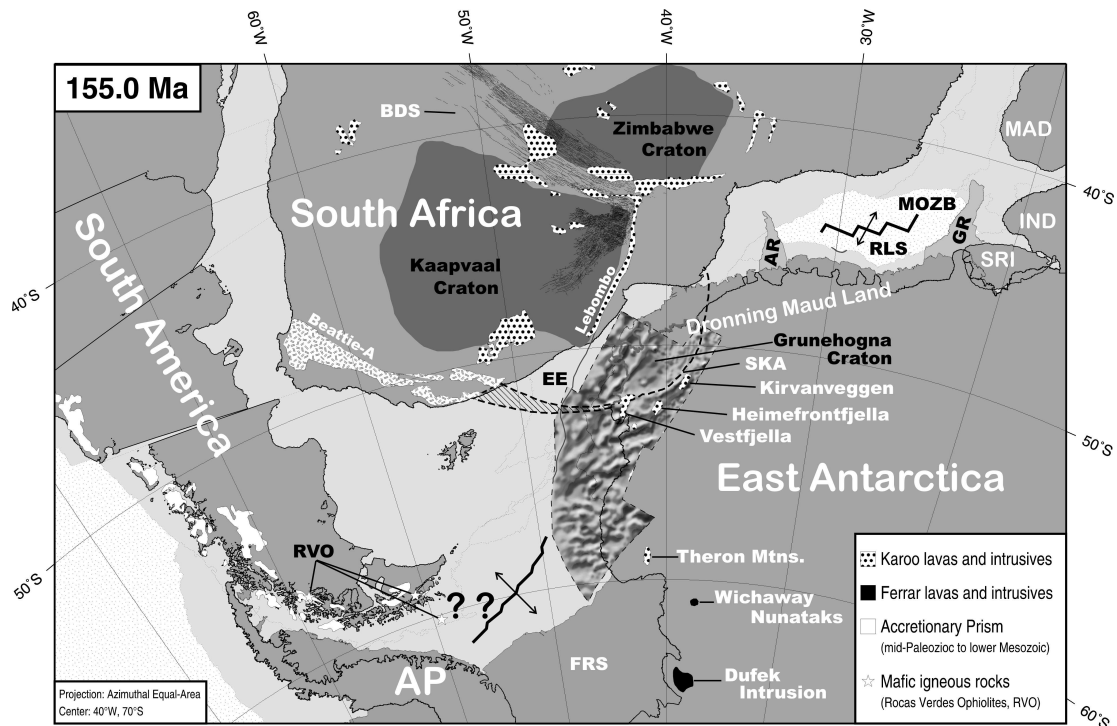 60°W
50°W
40°W
30°W
155.0 Ma
BDS
Zimbabwe
Craton
MAD
40°S
South Africa
MOZB
IND
RLS
AR
GR
SRI
Kaapvaal
Craton
Lebombo
South America
40°S
Beattie-A
Dronning Maud Land
Grunehogna
Craton
EE
SKA
Kirvanveggen
Heimefrontfjella
Vestfjella
50°S
East Antarctica
RVO
Theron Mtns.
Wichaway
Nunataks
50°S
? ?
FRS
AP
Dufek
Intrusion
Karoo lavas and intrusives
Ferrar lavas and intrusives
Accretionary Prism
(mid-Paleozioc to lower Mesozoic)
Mafic igneous rocks
(Rocas Verdes Ophiolites, RVO)
Projection: Azimuthal Equal-Area
Center: 40°W, 70°S
60°S